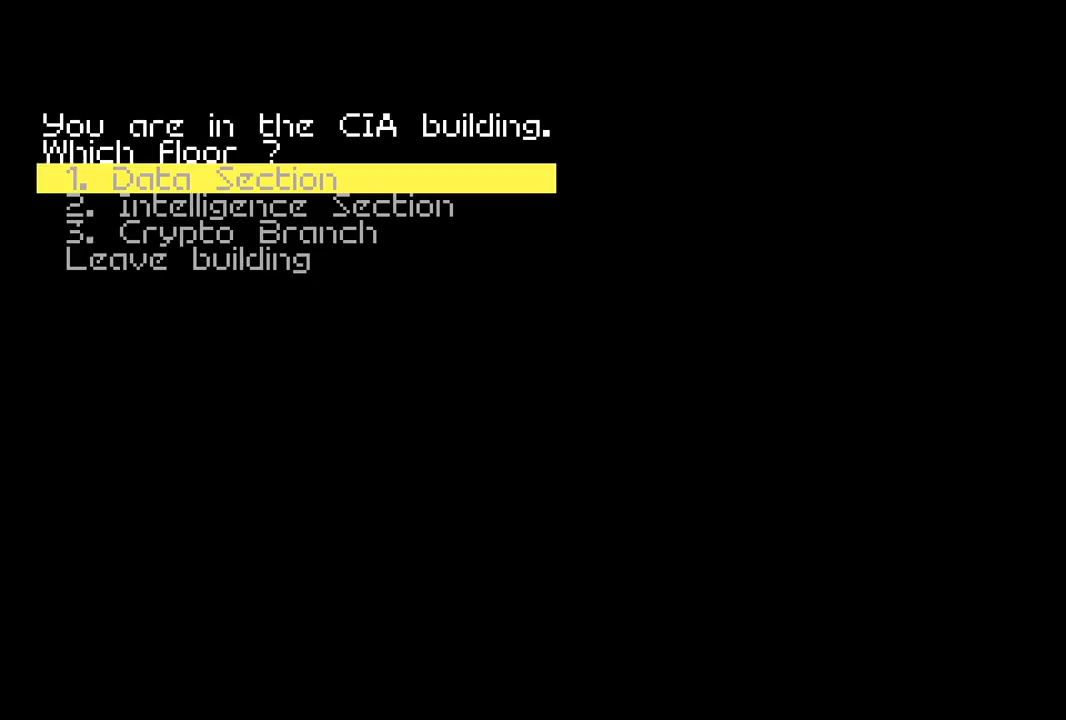 You are in the CIA building.
Which floor ?
1. Data Section
2. Intelligence Section
3. Crypto Branch
Leave building